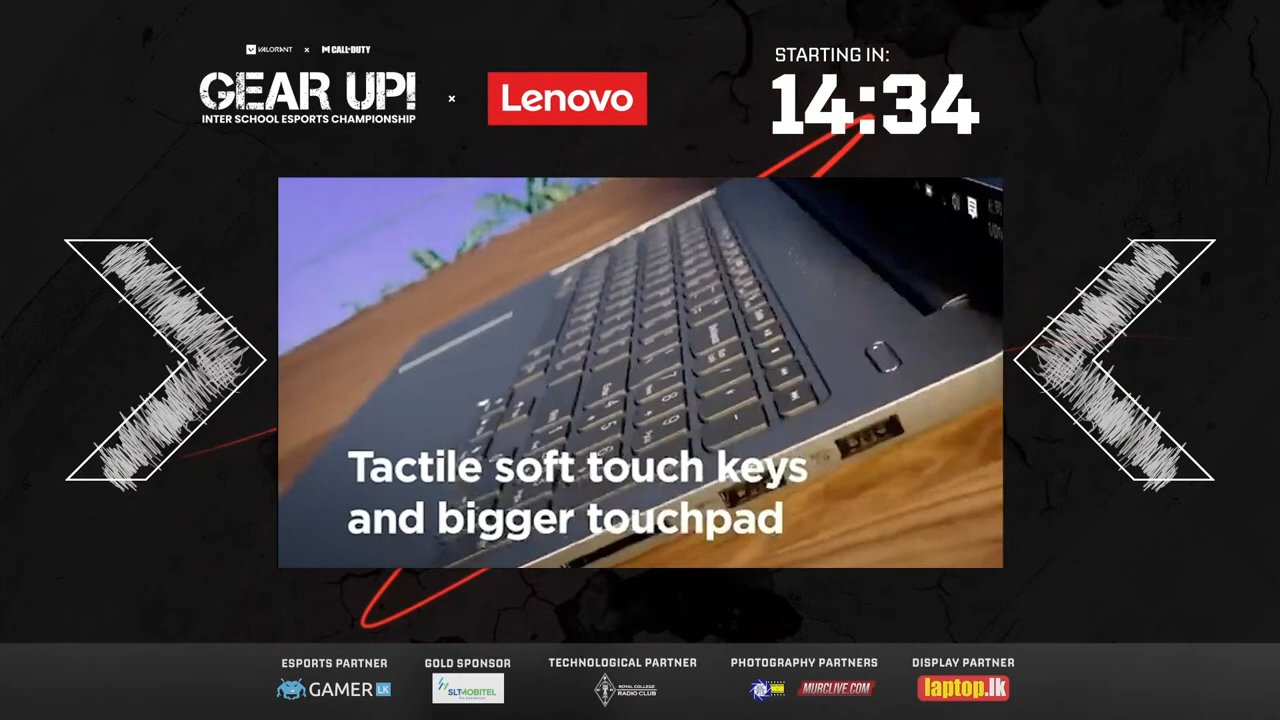 VALORANT × CALL OF DUTY
GEAR UP!
INTER SCHOOL ESPORTS CHAMPIONSHIP
×
Lenovo
STARTING IN:
14:34
Tactile soft touch keys
and bigger touchpad
ESPORTS PARTNER
GAMER LK
GOLD SPONSOR
SLTMOBITEL
TECHNOLOGICAL PARTNER
ROYAL COLLEGE
RADIO CLUB
PHOTOGRAPHY PARTNERS
MURCLIVE.COM
DISPLAY PARTNER
laptop.lk